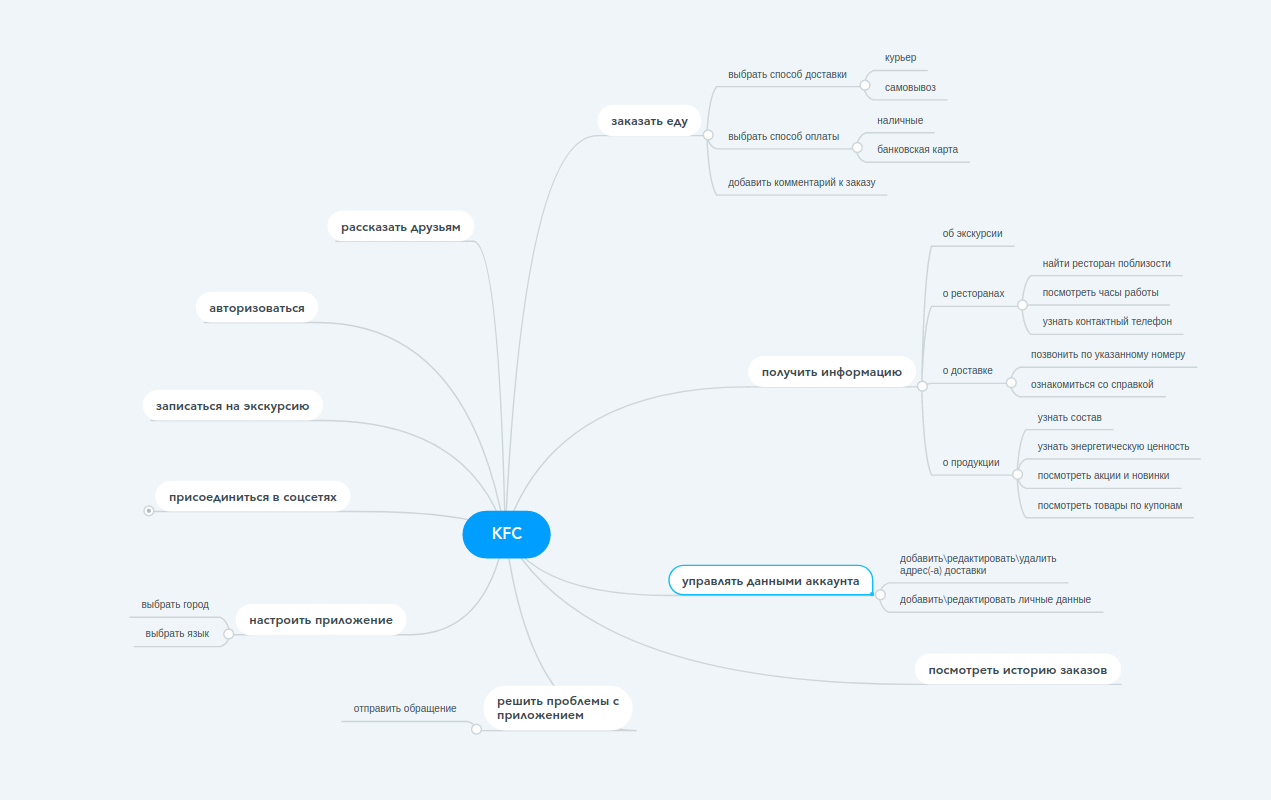 KFC
заказать еду
выбрать способ доставки
курьер
самовывоз
выбрать способ оплаты
наличные
банковская карта
добавить комментарий к заказу
получить информацию
об экскурсии
о ресторанах
найти ресторан поблизости
посмотреть часы работы
узнать контактный телефон
о доставке
позвонить по указанному номеру
ознакомиться со справкой
о продукции
узнать состав
узнать энергетическую ценность
посмотреть акции и новинки
посмотреть товары по купонам
управлять данными аккаунта
добавить\редактировать\удалить
адрес(-а) доставки
добавить\редактировать личные данные
посмотреть историю заказов
рассказать друзьям
авторизоваться
записаться на экскурсию
присоединиться в соцсетях
настроить приложение
выбрать город
выбрать язык
решить проблемы с
приложением
отправить обращение